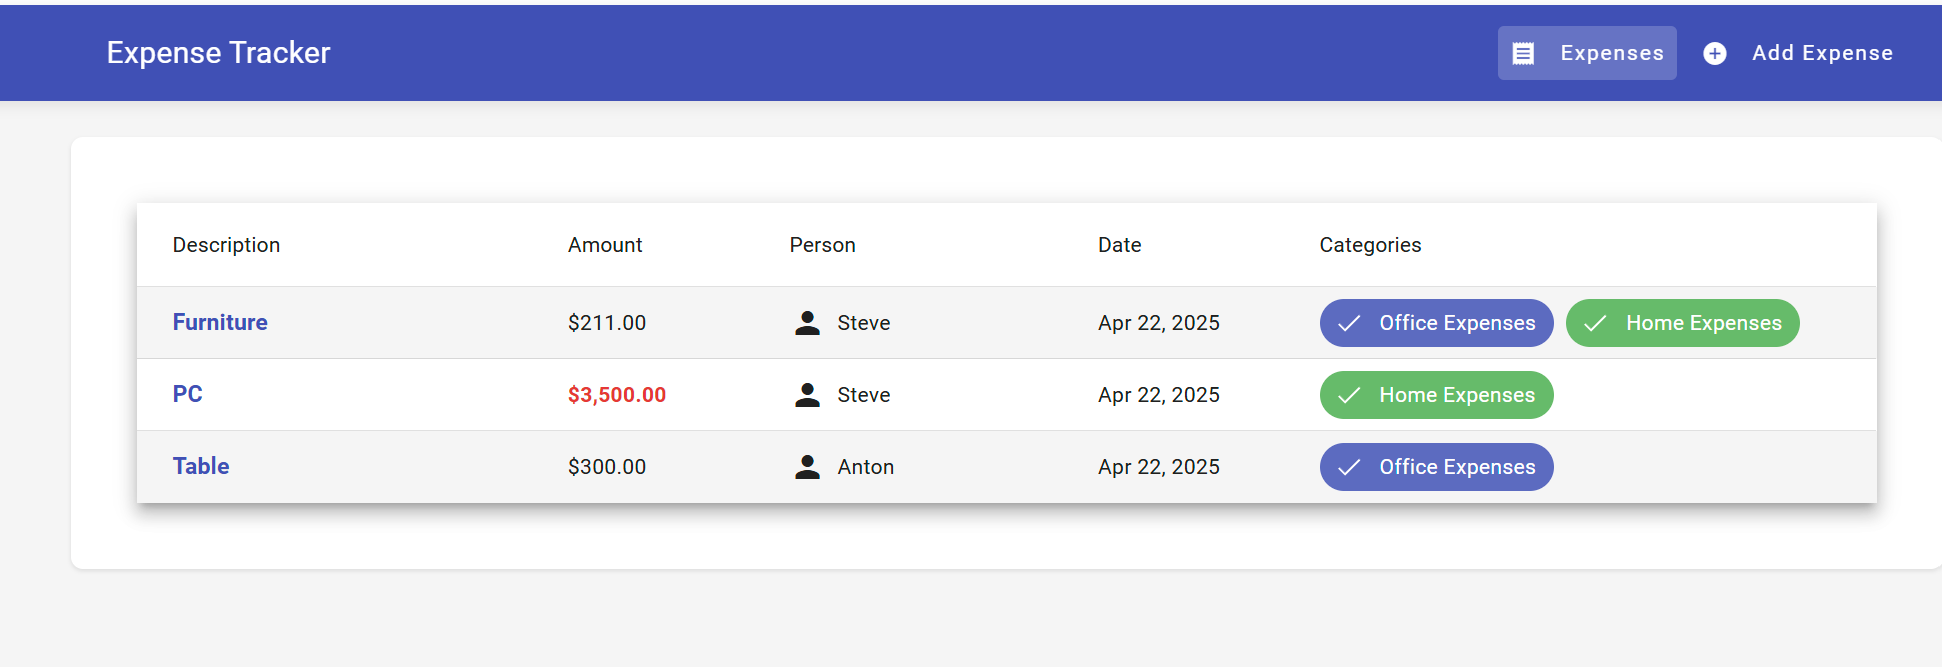 Expense Tracker Expenses Add Expense
Description Amount Person Date Categories
Furniture $211.00 Steve Apr 22, 2025 Office Expenses Home Expenses
PC $3,500.00 Steve Apr 22, 2025 Home Expenses
Table $300.00 Anton Apr 22, 2025 Office Expenses